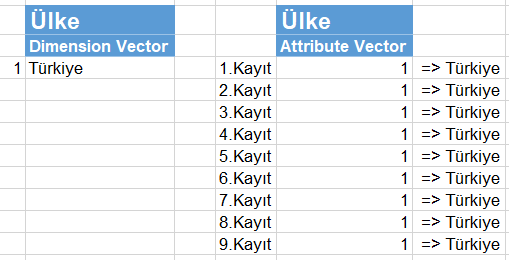 Ülke Ülke
Dimension Vector Attribute Vector
1 Türkiye 1.Kayıt 1 => Türkiye
2.Kayıt 1 => Türkiye
3.Kayıt 1 => Türkiye
4.Kayıt 1 => Türkiye
5.Kayıt 1 => Türkiye
6.Kayıt 1 => Türkiye
7.Kayıt 1 => Türkiye
8.Kayıt 1 => Türkiye
9.Kayıt 1 => Türkiye